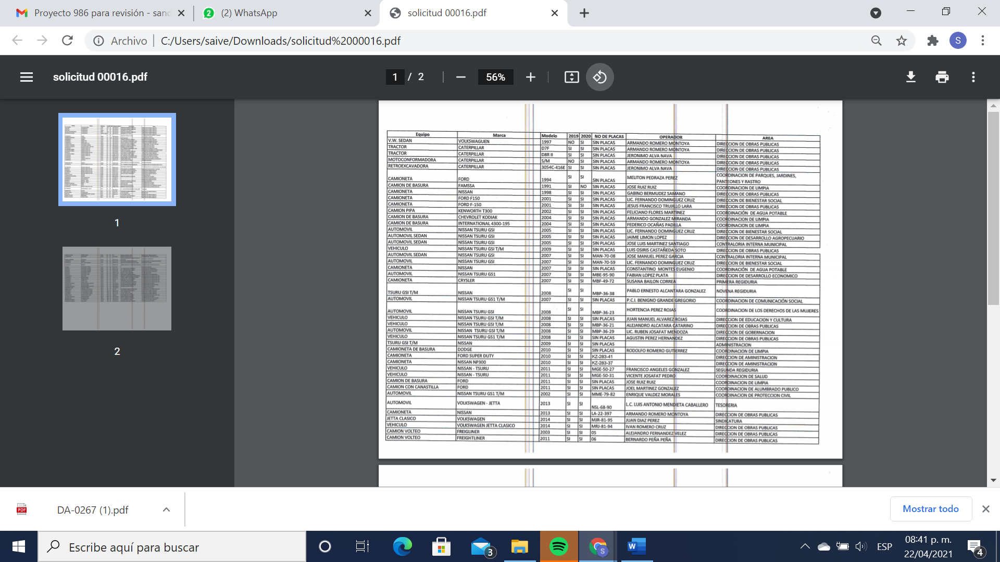 Proyecto 986 para revisión - sand
(2) WhatsApp
solicitud 00016.pdf
Archivo | C:/Users/saive/Downloads/solicitud%2000016.pdf
S
solicitud 00016.pdf
1 / 2
56%
1
2
Equipo Marca Modelo 2019 2020 NO DE PLACAS OPERADOR AREA
V.W. SEDAN VOLKSWAGUEN 1997 NO SI SIN PLACAS ARMANDO ROMERO MONTOYA DIRECCION DE OBRAS PUBLICAS
TRACTOR CATERPILLAR D7F SI SI SIN PLACAS ARMANDO ROMERO MONTOYA DIRECCION DE OBRAS PUBLICAS
TRACTOR CATERPILLAR D8R II SI SI SIN PLACAS JERONIMO ALVA NAVA DIRECCION DE OBRAS PUBLICAS
MOTOCONFORMADORA CATERPILLAR S/M NO SI SIN PLACAS ARMANDO ROMERO MONTOYA DIRECCION DE OBRAS PUBLICAS
RETROEXCAVADORA CATERPILLAR 3054C-416E SI SI SIN PLACAS JERONIMO ALVA NAVA DIRECCION DE OBRAS PUBLICAS
CAMIONETA FORD 1994 SI SI SIN PLACAS MELITON PEDRAZA PEREZ COORDINACION DE PARQUES, JARDINES,
PANTEONES Y RASTRO
CAMION DE BASURA FAMSSA 1991 SI NO SIN PLACAS JOSE RUIZ RUIZ COORDINACION DE LIMPIA
CAMIONETA NISSAN 1998 SI SI SIN PLACAS GABINO BERMUDEZ SAMANO DIRECCION DE OBRAS PUBLICAS
CAMIONETA FORD F150 2001 SI SI SIN PLACAS LIC. FERNANDO DOMINGUEZ CRUZ DIRECCION DE BIENESTAR SOCIAL
CAMIONETA FORD F-150 2001 SI SI SIN PLACAS JESUS FRANCISCO TRUJILLO LARA DIRECCION DE OBRAS PUBLICAS
CAMION PIPA KENWORTH T300 2002 SI SI SIN PLACAS FELICIANO FLORES MARTINEZ COORDINACIÓN DE AGUA POTABLE
CAMION DE BASURA CHEVROLET KODIAK 2004 SI SI SIN PLACAS ARMANDO GONZALEZ MIRANDA COORDINACION DE LIMPIA
CAMION DE BASURA INTERNATIONAL 4300-195 2004 SI SI SIN PLACAS FEDERICO OCAÑAS PADILLA COORDINACION DE LIMPIA
AUTOMOVIL NISSAN TSURU GSI 2005 SI SI SIN PLACAS LIC. FERNANDO DOMINGUEZ CRUZ DIRECCION DE BIENESTAR SOCIAL
AUTOMOVIL SEDAN NISSAN TSURU GSI 2005 SI SI SIN PLACAS JAIME LIMON LOPEZ DIRECCION DE DESARROLLO AGROPECUARIO
AUTOMOVIL SEDAN NISSAN TSURU GSI 2005 SI SI SIN PLACAS JOSE LUIS MARTINEZ SANTIAGO CONTRALORIA INTERNA MUNICIPAL
VEHICULO NISSAN TSURU GSI T/M 2009 SI SI SIN PLACAS LUIS OSIRIS CASTAÑEDA SOTO DIRECCION DE OBRAS PUBLICAS
AUTOMOVIL SEDAN NISSAN TSURU GSI 2007 SI SI MAN-70-08 JOSE MANUEL PEREZ GARCIA CONTRALORIA INTERNA MUNICIPAL
AUTOMOVIL NISSAN TSURU GSI 2007 SI SI MAN-70-59 LIC. FERNANDO DOMINGUEZ CRUZ DIRECCION DE BIENESTAR SOCIAL
CAMIONETA NISSAN 2007 SI SI SIN PLACAS CONSTANTINO MONTES EUGENIO COORDINACIÓN DE AGUA POTABLE
AUTOMOVIL NISSAN TSURU GS1 2007 SI SI MBE-95-90 FABIAN LOPEZ PLATA DIRECCION DE DESARROLLO ECONOMICO
CAMIONETA CRYSLER 2007 SI SI MBF-49-72 SUSANA BAILON CORREA PRIMERA REGIDURIA
TSURU GSI T/M NISSAN 2008 SI SI MBP-36-38 PABLO ERNESTO ALCANTARA GONZALEZ NOVENA REGIDURIA
AUTOMOVIL NISSAN TSURU GS1 T/M 2007 SI SI SIN PLACAS P.C.I. BENIGNO GRANDE GREGORIO COORDINACION DE COMUNICACIÓN SOCIAL
AUTOMOVIL NISSAN TSURU GSI 2008 SI SI MBP-36-23 HORTENCIA PEREZ ROJAS COORDINACION DE LOS DERECHOS DE LAS MUJERES
VEHICULO NISSAN TSURU GSI T/M 2008 SI SI SIN PLACAS JUAN MANUEL ALVAREZ ROJAS DIRECCION DE EDUCACION Y CULTURA
VEHICULO NISSAN TSURU GSI T/M 2008 SI SI MBP-36-21 ALEJANDRO ALCATARA CATARINO DIRECCION DE OBRAS PUBLICAS
AUTOMOVIL NISSAN TSURU GSI T/M 2008 SI SI MBP-36-29 LIC. RUBEN JOSAFAT MENDOZA DIRECCION DE GOBERNACION
VEHICULO NISSAN TSURU GS1 T/M 2008 SI SI SIN PLACAS AGUSTIN PEREZ HERNANDEZ DIRECCION DE OBRAS PUBLICAS
TSURU GSI T/M NISSAN 2009 SI SI SIN PLACAS ADMINISTRACION
CAMIONETA DE BASURA DODGE 2010 SI SI SIN PLACAS RODOLFO ROMERO GUTIERREZ COORDINACION DE LIMPIA
CAMIONETA FORD SUPER DUTY 2010 SI SI KZ-283-41 DIRECCION DE AMINISTRACION
CAMIONETA NISSAN NP300 2010 SI SI KZ-283-37 DIRECCION DE AMINISTRACION
VEHICULO NISSAN - TSURU 2011 SI SI MGE-50-27 FRANCISCO ANGELES GONZALEZ SEGUNDA REGIDURIA
VEHICULO NISSAN - TSURU 2011 SI SI MGE-50-31 VICENTE JOSAFAT PEDRO COORDINACION DE SALUD
CAMION DE BASURA FORD 2011 SI SI SIN PLACAS JOSE RUIZ RUIZ COORDINACION DE LIMPIA
CAMION CON CANASTILLA FORD 2011 SI SI SIN PLACAS JOEL MARTINEZ GONZALEZ COORDINACION DE ALUMBRADO PUBLICO
AUTOMOVIL NISSAN TSURU GS1 T/M 2002 SI SI MME-79-82 ENRIQUE VALDEZ MORALES COORDINACION DE PROTECCION CIVIL
AUTOMOVIL VOLKSWAGEN - JETTA 2013 SI SI NSL-68-90 L.C. LUIS ANTONIO MENDIETA CABALLERO TESORERIA
CAMIONETA NISSAN 2013 SI SI LA-22-397 ARMANDO ROMERO MONTOYA DIRECCION DE OBRAS PUBLICAS
JETTA CLASICO VOLKSWAGEN 2014 SI SI MJR-81-95 JUAN DIAZ PEREZ SINDICATURA
VEHICULO VOLKSWAGEN JETTA CLASICO 2014 SI SI MRJ-81-94 IVAN ROMERO CRUZ DIRECCION DE OBRAS PUBLICAS
CAMION VOLTEO FREIGLINER 2003 SI SI 05 ALEJANDRO FERNANDEZ VELEZ DIRECCION DE OBRAS PUBLICAS
CAMION VOLTEO FREIGHTLINER 2011 SI SI 06 BERNARDO PEÑA PEÑA DIRECCION DE OBRAS PUBLICAS
DA-0267 (1).pdf
Mostrar todo
Escribe aquí para buscar
3
ESP
08:41 p. m.
22/04/2021
4